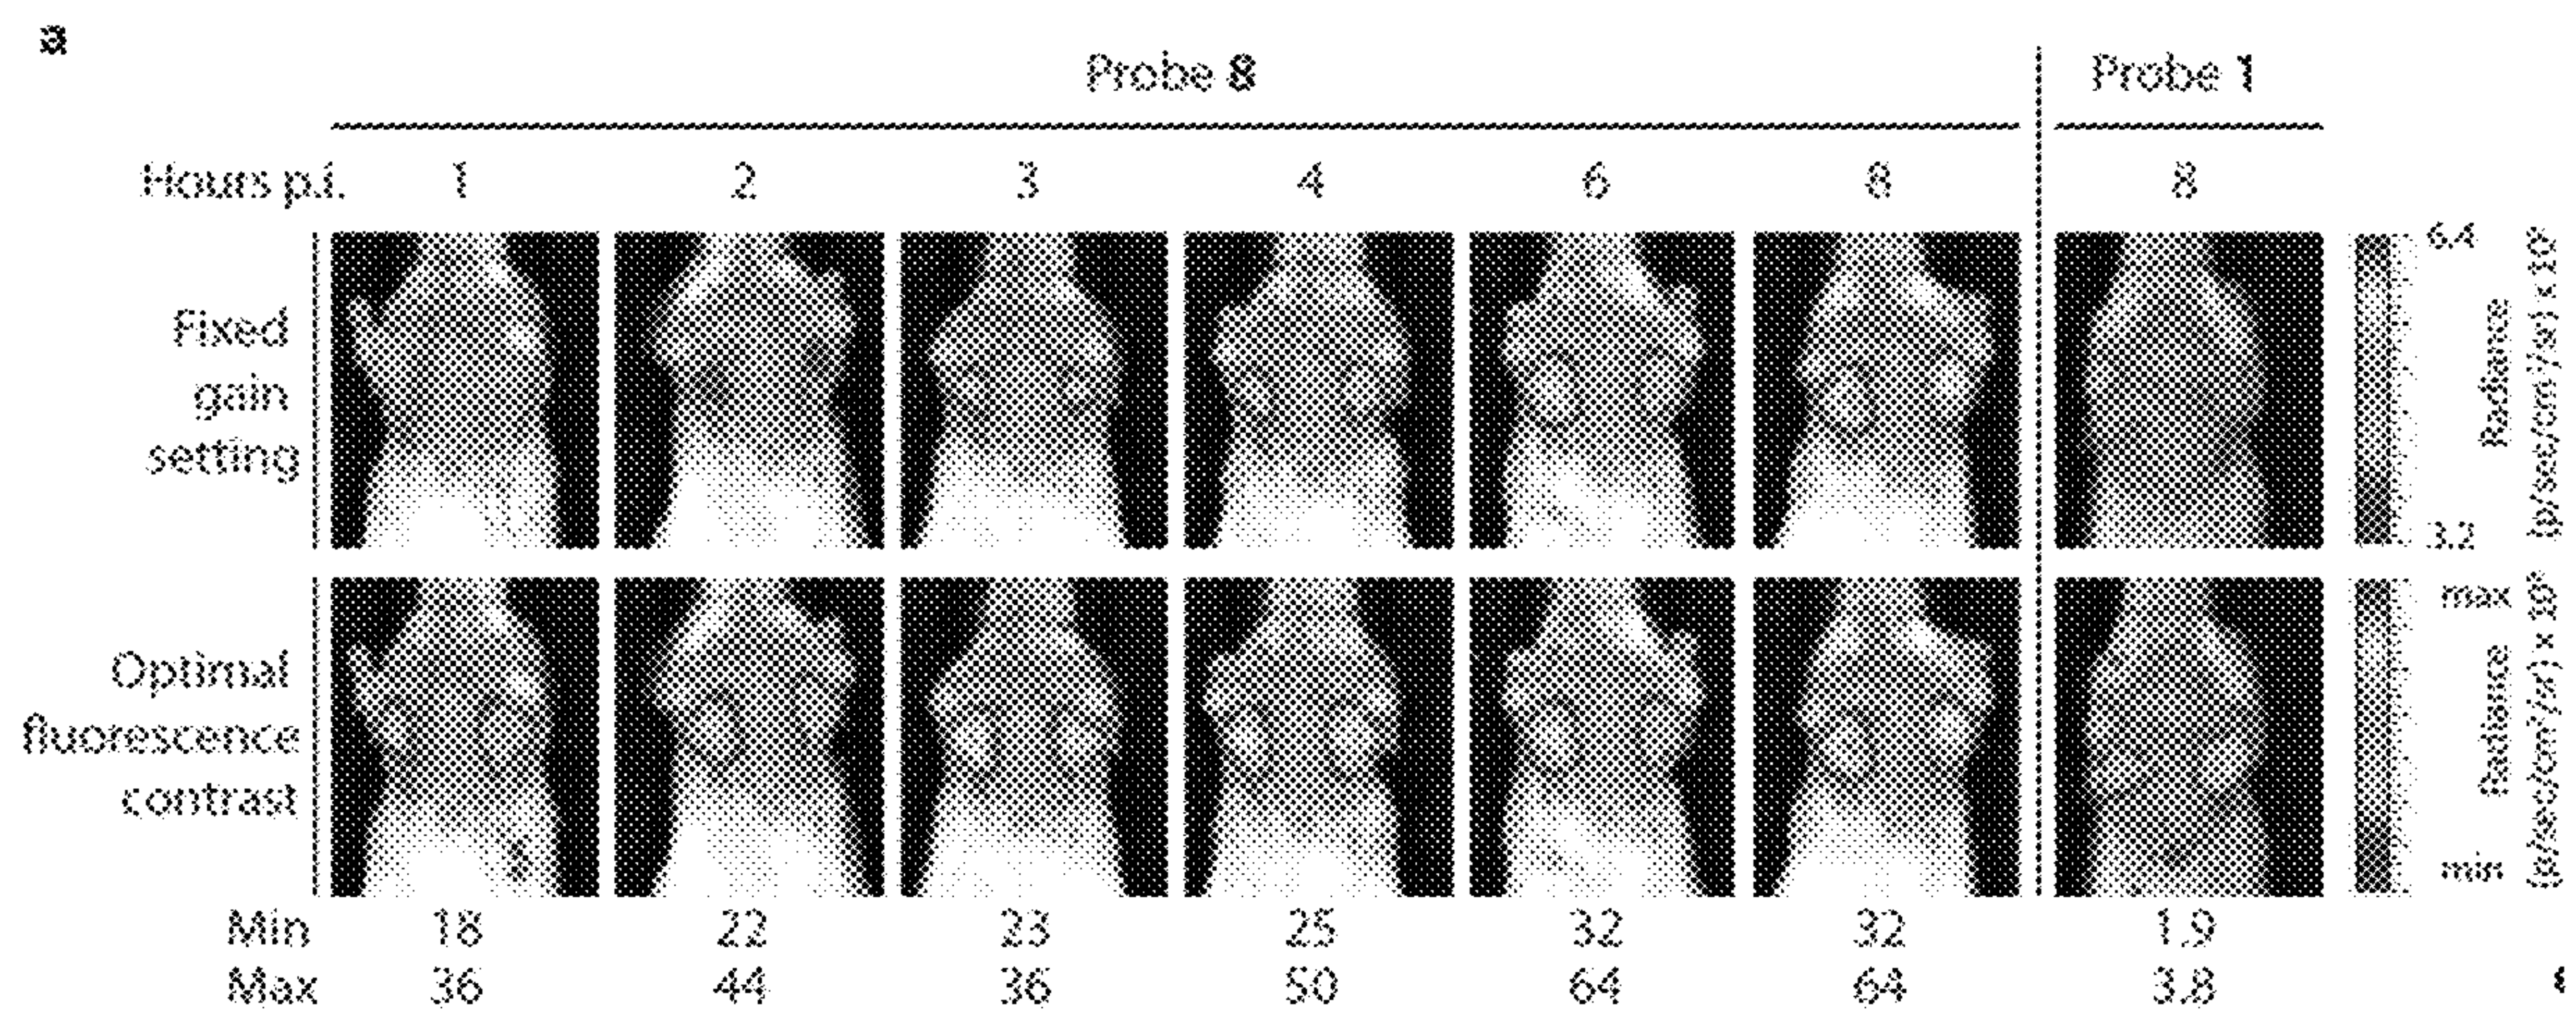 a
Probe 8
Probe 1
Hours p.i. 1 2 3 4 6 8 8
Fixed
gain
setting
6.4
3.2
Radiance
Optimal
fluorescence
contrast
max
min
Radiance
Min 18 22 23 25 32 32 1.9
Max 36 44 36 50 64 64 3.8